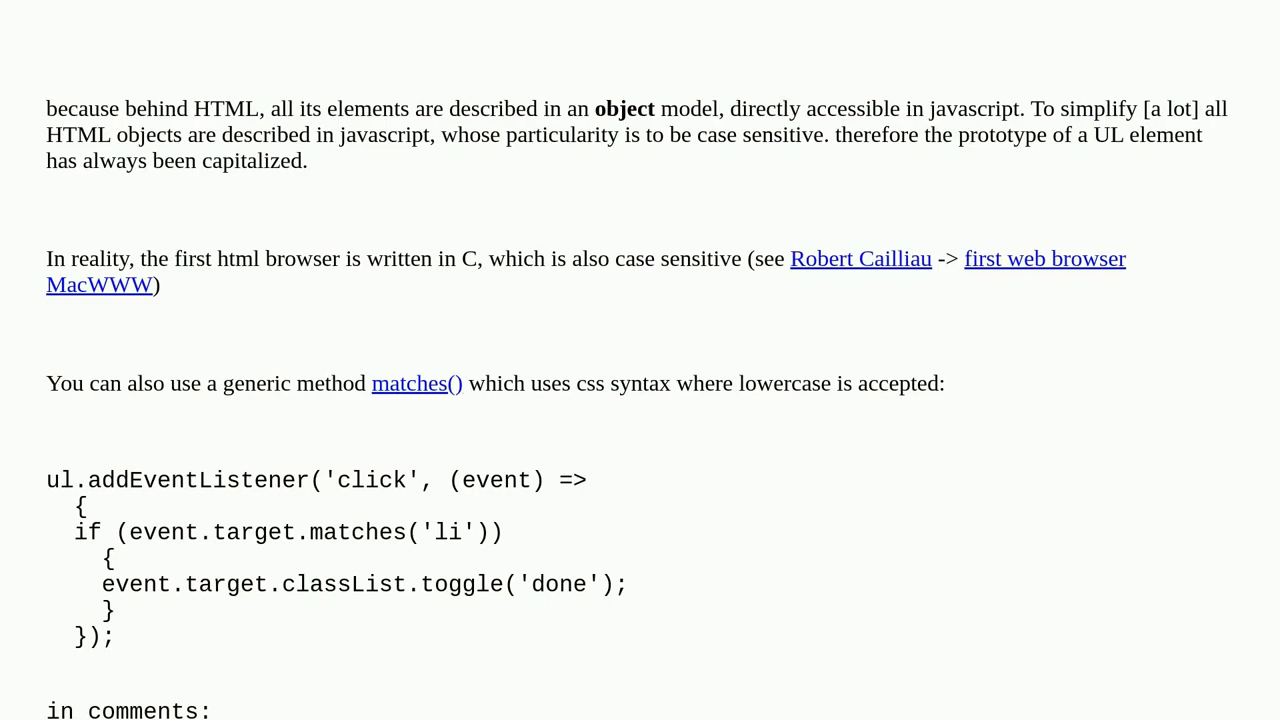 because behind HTML, all its elements are described in an object model, directly accessible in javascript. To simplify [a lot] all
HTML objects are described in javascript, whose particularity is to be case sensitive. therefore the prototype of a UL element
has always been capitalized.
In reality, the first html browser is written in C, which is also case sensitive (see Robert Cailliau -> first web browser
MacWWW)
You can also use a generic method matches() which uses css syntax where lowercase is accepted:
ul.addEventListener('click', (event) =>
  {
  if (event.target.matches('li'))
    {
    event.target.classList.toggle('done');
    }
  });
in comments: